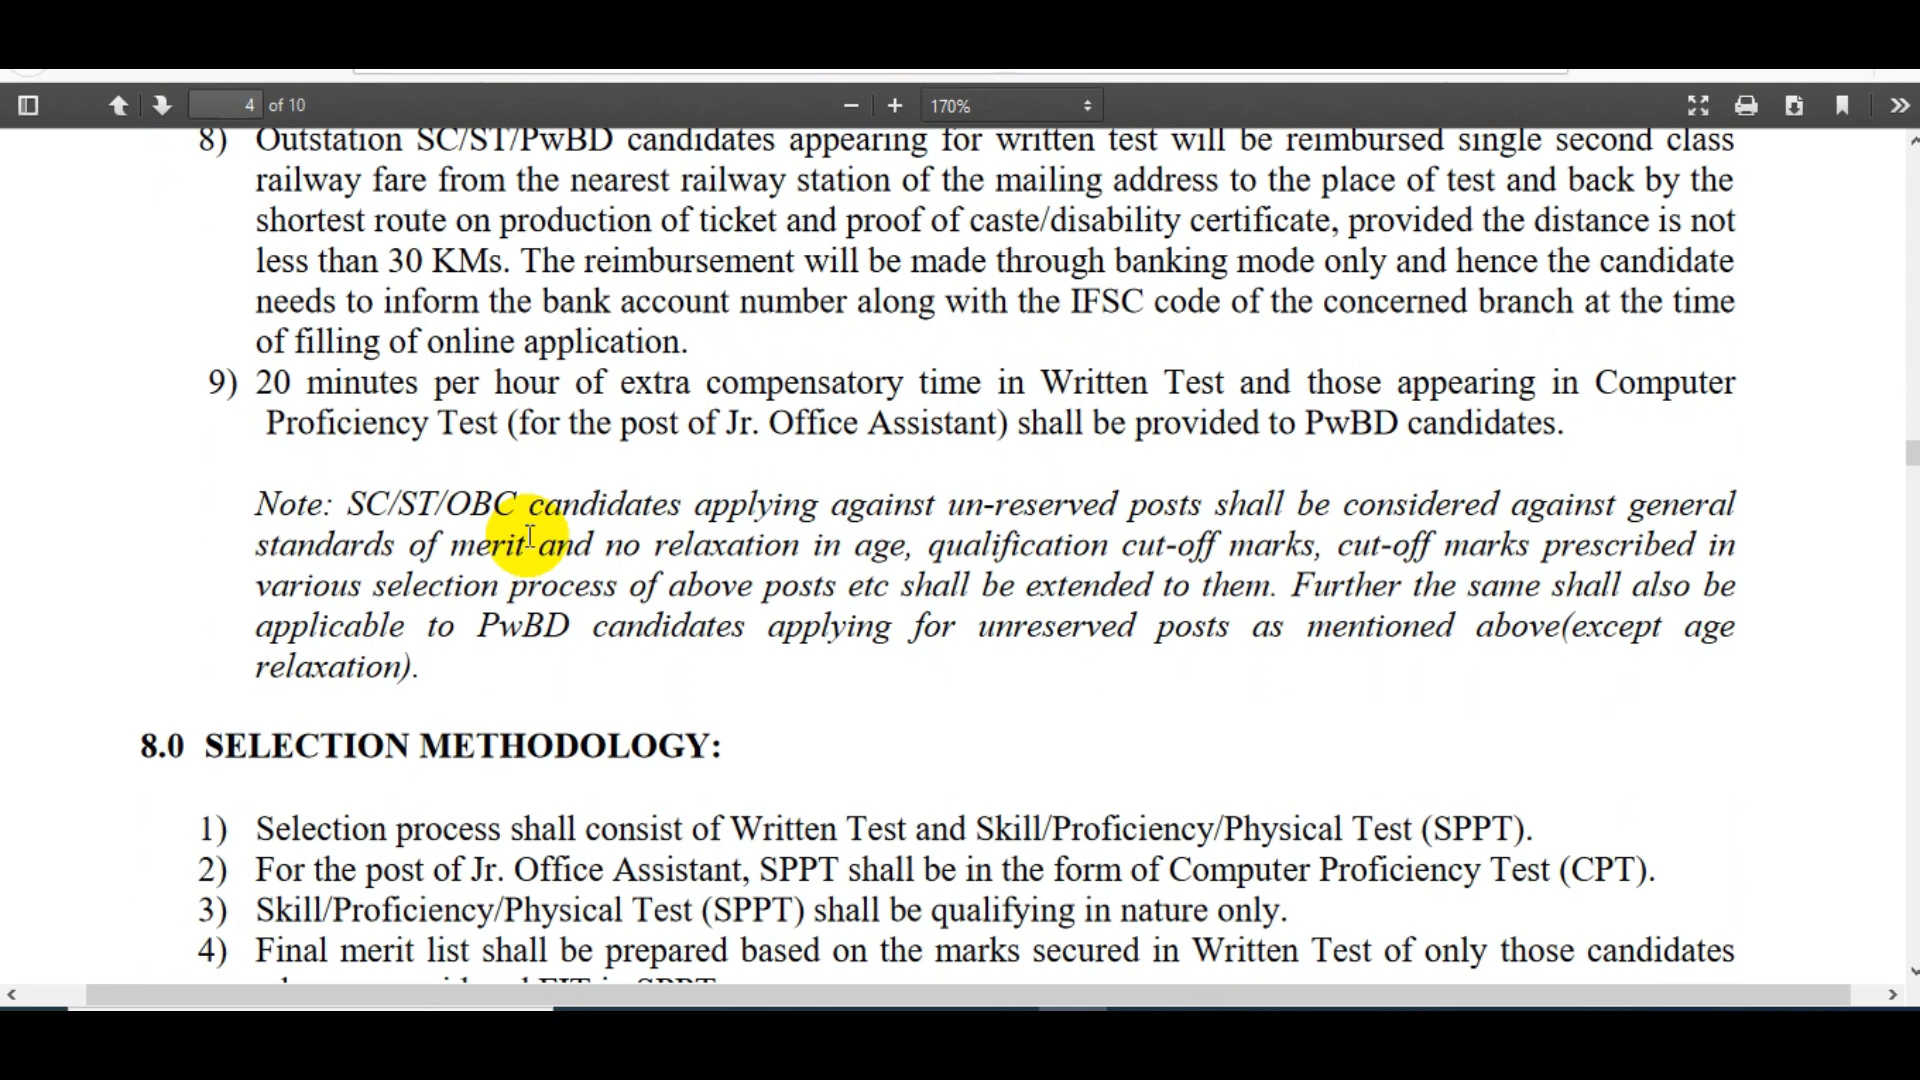 4 of 10
170%
8) Outstation SC/ST/PwBD candidates appearing for written test will be reimbursed single second class
railway fare from the nearest railway station of the mailing address to the place of test and back by the
shortest route on production of ticket and proof of caste/disability certificate, provided the distance is not
less than 30 KMs. The reimbursement will be made through banking mode only and hence the candidate
needs to inform the bank account number along with the IFSC code of the concerned branch at the time
of filling of online application.
9) 20 minutes per hour of extra compensatory time in Written Test and those appearing in Computer
Proficiency Test (for the post of Jr. Office Assistant) shall be provided to PwBD candidates.
Note: SC/ST/OBC candidates applying against un-reserved posts shall be considered against general
standards of merit and no relaxation in age, qualification cut-off marks, cut-off marks prescribed in
various selection process of above posts etc shall be extended to them. Further the same shall also be
applicable to PwBD candidates applying for unreserved posts as mentioned above(except age
relaxation).
8.0 SELECTION METHODOLOGY:
1) Selection process shall consist of Written Test and Skill/Proficiency/Physical Test (SPPT).
2) For the post of Jr. Office Assistant, SPPT shall be in the form of Computer Proficiency Test (CPT).
3) Skill/Proficiency/Physical Test (SPPT) shall be qualifying in nature only.
4) Final merit list shall be prepared based on the marks secured in Written Test of only those candidates